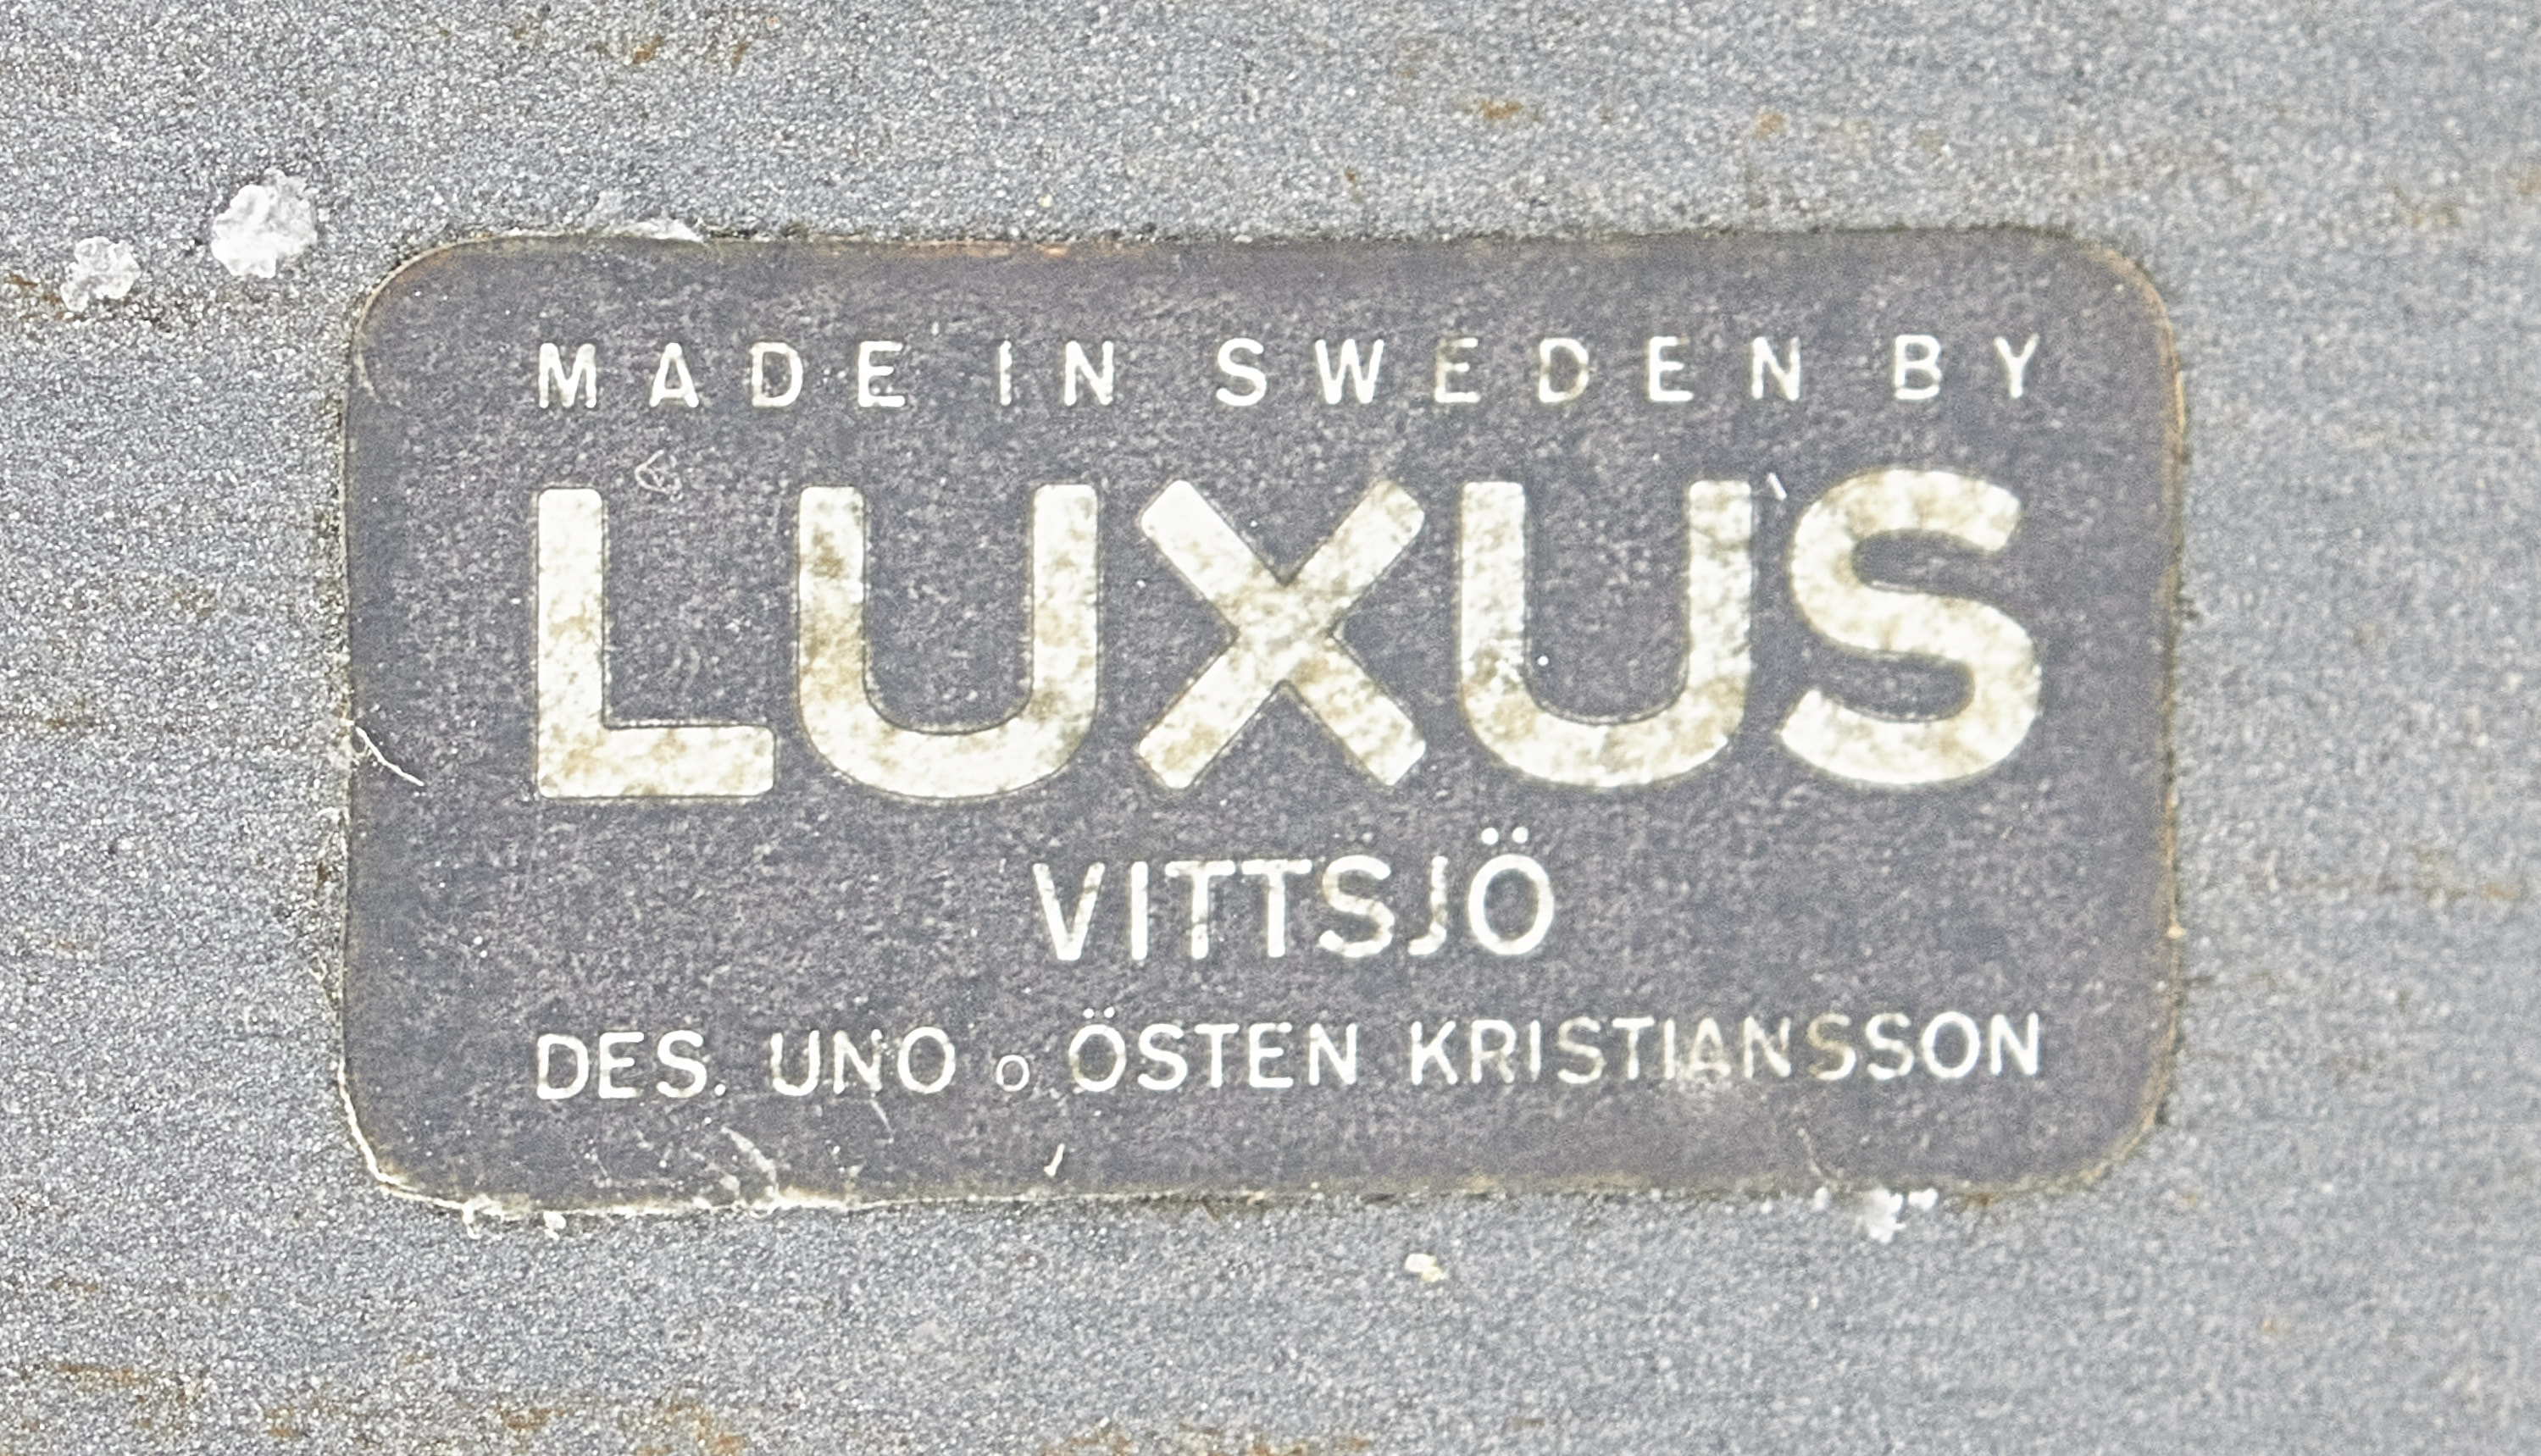 MADE IN SWEDEN BY
LUXUS
VITTSJÖ
DES. UNO o ÖSTEN KRISTIANSSON